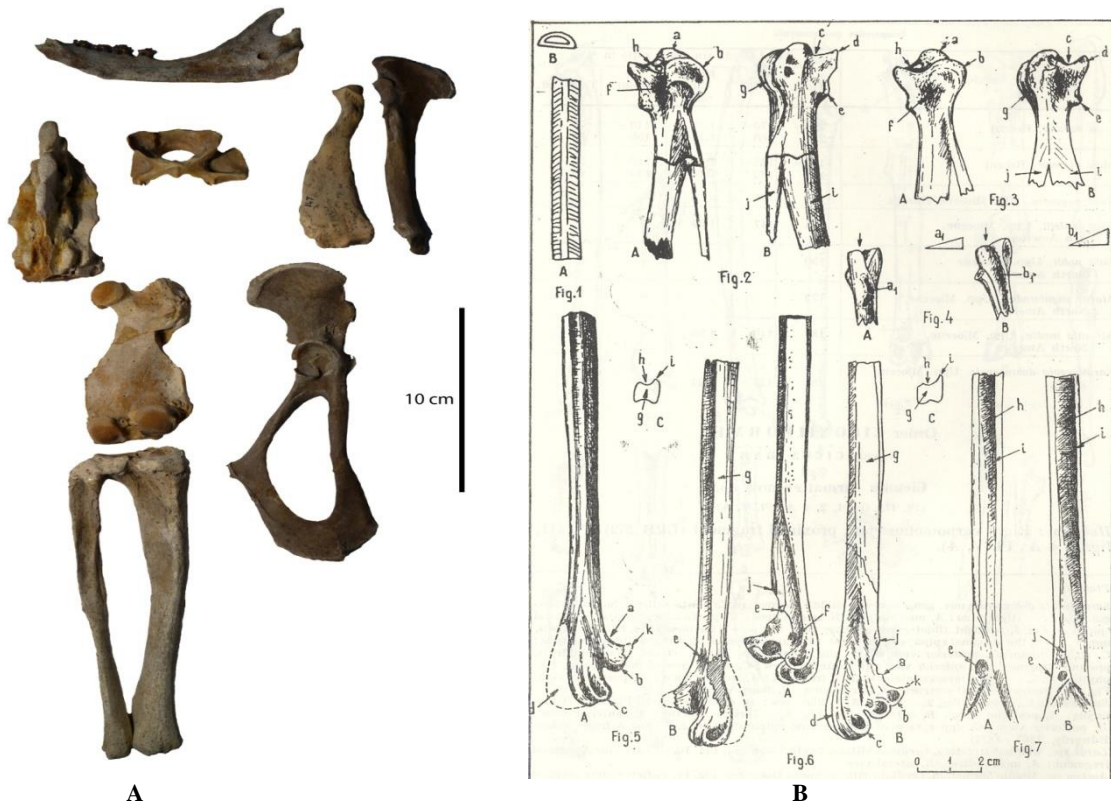 10 cm
A
B
A
Fig.1
a
h
b
f
A
c
d
g
e
j
i
B
Fig.2
a
h
b
f
A
c
d
g
e
j
i
B
Fig.3
a₁
a₁
A
Fig.4
b₁
b₁
B
a
k
b
c
d
A
Fig.5
h
i
g
C
g
e
B
j
e
f
A
Fig.6
g
j
a
k
b
c
d
B
h
i
g
C
h
i
e
A
Fig.7
h
i
j
e
B
0 1 2 cm
B